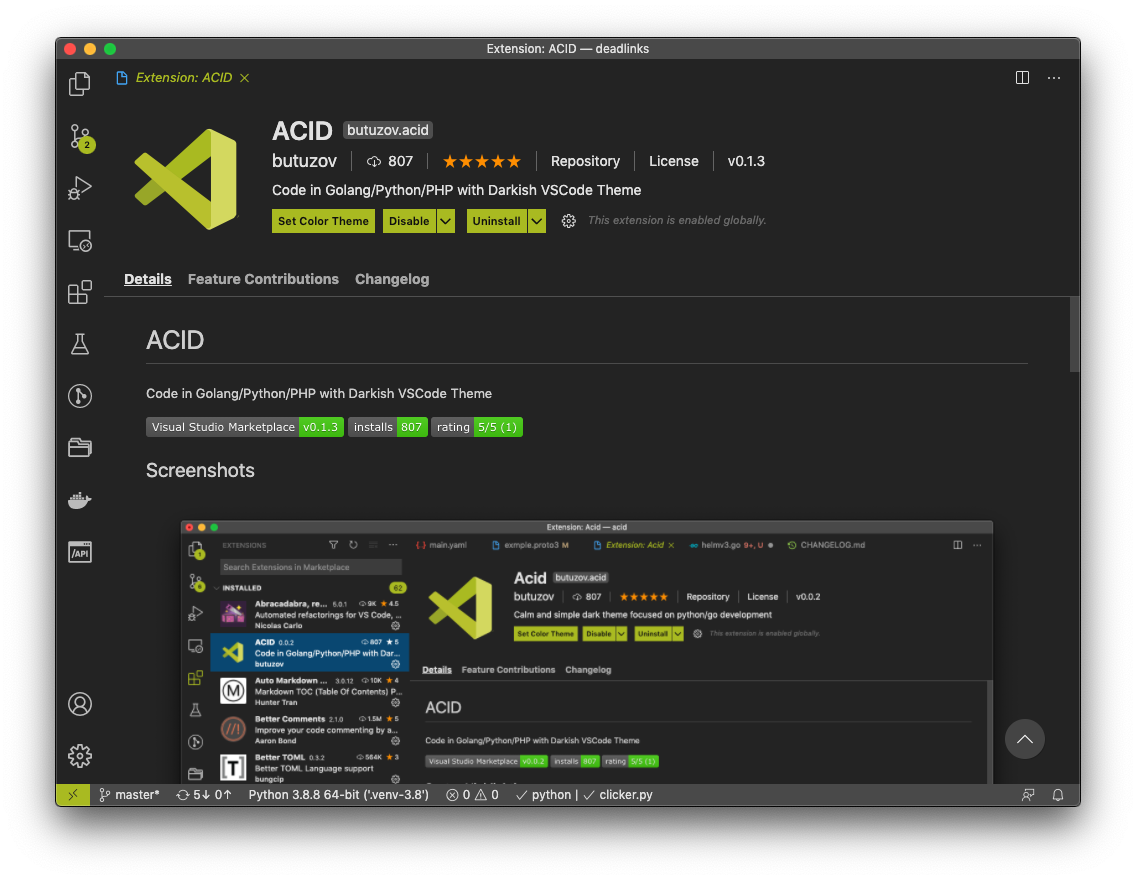 Extension: ACID — deadlinks
Extension: ACID
2
ACID butuzov.acid
butuzov 807 ★★★★★ Repository License v0.1.3
Code in Golang/Python/PHP with Darkish VSCode Theme
Set Color Theme Disable Uninstall This extension is enabled globally.
Details Feature Contributions Changelog
ACID
Code in Golang/Python/PHP with Darkish VSCode Theme
Visual Studio Marketplace v0.1.3 installs 807 rating 5/5 (1)
Screenshots
/API
Extension: Acid — acid
EXTENSIONS
main.yaml exmple.proto3 M Extension: Acid helmv3.go 9+, U CHANGELOG.md
Search Extensions in Marketplace
INSTALLED 62
Abracadabra, re... 5.0.1 9K ★ 4.5
Automated refactorings for VS Code, ...
Nicolas Carlo
ACID 0.0.2 807 ★ 5
Code in Golang/Python/PHP with Dar...
butuzov
Auto Markdown ... 3.0.12 10K ★ 4
Markdown TOC (Table Of Contents) P...
Hunter Tran
Better Comments 2.1.0 1.5M ★ 5
Improve your code commenting by a...
Aaron Bond
Better TOML 0.3.2 564K ★ 3
Better TOML Language support
bungcip
Acid butuzov.acid
butuzov 807 ★★★★★ Repository License v0.0.2
Calm and simple dark theme focused on python/go development
Set Color Theme Disable Uninstall This extension is enabled globally.
Details Feature Contributions Changelog
ACID
Code in Golang/Python/PHP with Darkish VSCode Theme
Visual Studio Marketplace v0.0.2 installs 807 rating 5/5 (1)
master* 5↓ 0↑ Python 3.8.8 64-bit ('.venv-3.8') 0 0 ✓ python | ✓ clicker.py